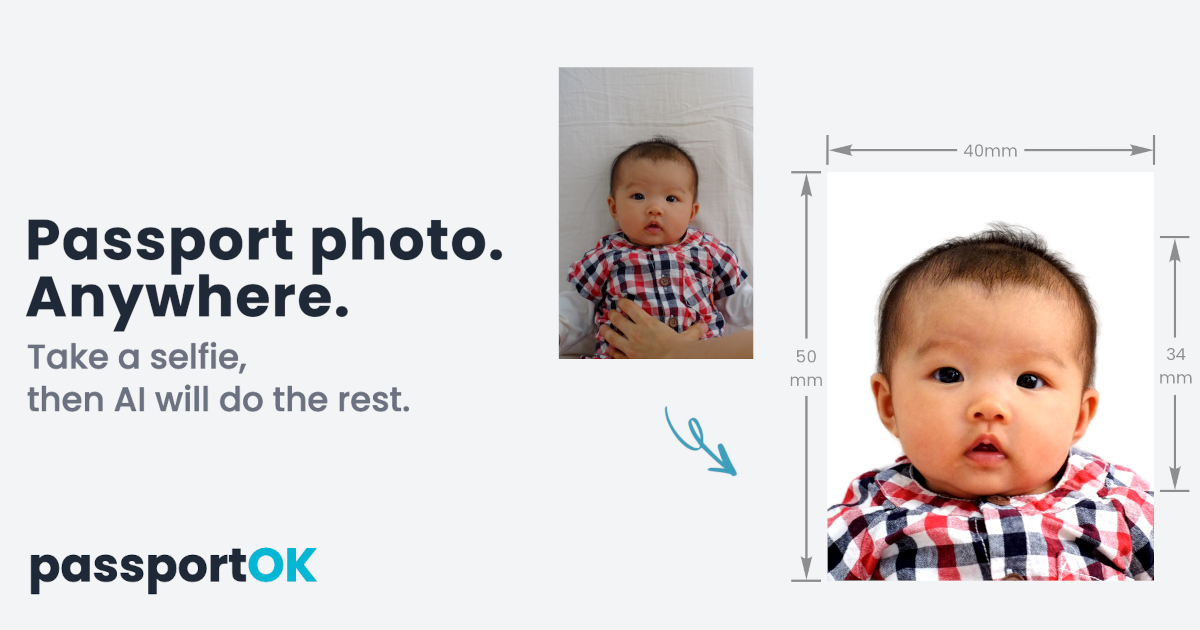 Passport photo.
Anywhere.
Take a selfie,
then AI will do the rest.
passportOK
40mm
50
mm
34
mm